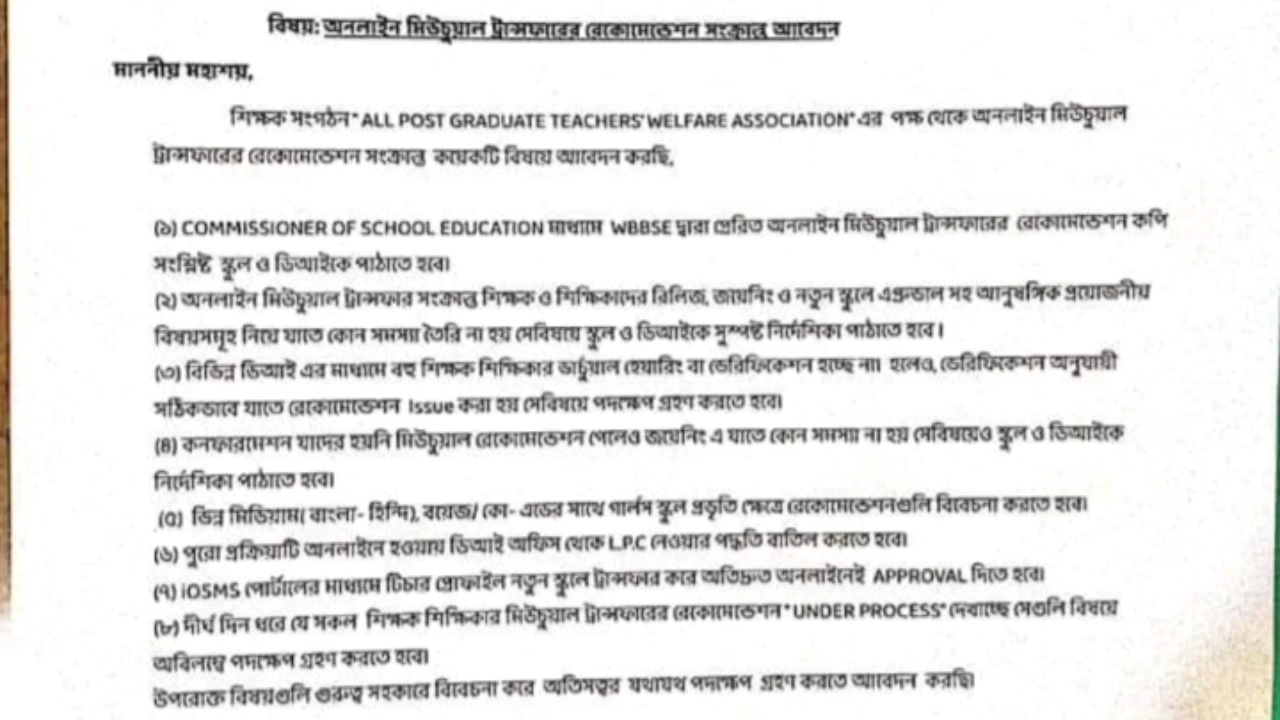 বিষয়: অনলাইন মিউচুয়াল ট্রান্সফারের রেকোমেন্ডেশন সংক্রান্ত আবেদন
মাননীয় মহাশয়,
শিক্ষক সংগঠন" ALL POST GRADUATE TEACHERS' WELFARE ASSOCIATION" এর পক্ষ থেকে অনলাইন মিউচুয়াল
ট্রান্সফারের রেকোমেন্ডেশন সংক্রান্ত কয়েকটি বিষয়ে আবেদন করছি,
(১) COMMISSIONER OF SCHOOL EDUCATION মাধ্যমে WBBSE দ্বারা প্রেরিত অনলাইন মিউচুয়াল ট্রান্সফারের রেকোমেন্ডেশন কপি
সংশ্লিষ্ট স্কুল ও ডিআইকে পাঠাতে হবে।
(২) অনলাইন মিউচুয়াল ট্রান্সফার সংক্রান্ত শিক্ষক ও শিক্ষিকাদের রিলিজ, জয়েনিং ও নতুন স্কুলে এপ্রুভাল সহ আনুষঙ্গিক প্রয়োজনীয়
বিষয়সমূহ নিয়ে যাতে কোন সমস্যা তৈরি না হয় সেবিষয়ে স্কুল ও ডিআইকে সুস্পষ্ট নির্দেশিকা পাঠাতে হবে।
(৩) বিভিন্ন ডিআই এর মাধ্যমে বহু শিক্ষক শিক্ষিকার ভার্চুয়াল হেয়ারিং বা ভেরিফিকেশন হচ্ছে না। হলেও, ভেরিফিকেশন অনুযায়ী
সঠিকভাবে যাতে রেকোমেন্ডেশন Issue করা হয় সেবিষয়ে পদক্ষেপ গ্রহণ করতে হবে।
(৪) কনফারমেশন যাদের হয়নি মিউচুয়াল রেকোমেন্ডেশন পেলেও জয়েনিং এ যাতে কোন সমস্যা না হয় সেবিষয়েও স্কুল ও ডিআইকে
নির্দেশিকা পাঠাতে হবে।
(৫) ভিন্ন মিডিয়াম( বাংলা- হিন্দি), বয়েজ/ কো- এডের সাথে গার্লস স্কুল প্রভৃতি ক্ষেত্রে রেকোমেন্ডেশনগুলি বিবেচনা করতে হবে।
(৬) পুরো প্রক্রিয়াটি অনলাইনে হওয়ায় ডিআই অফিস থেকে L.P.C নেওয়ার পদ্ধতি বাতিল করতে হবে।
(৭) iOSMS পোর্টালের মাধ্যমে টিচার প্রোফাইল নতুন স্কুলে ট্রান্সফার করে অতিদ্রুত অনলাইনেই APPROVAL দিতে হবে।
(৮) দীর্ঘ দিন ধরে যে সকল শিক্ষক শিক্ষিকার মিউচুয়াল ট্রান্সফারের রেকোমেন্ডেশন " UNDER PROCESS" দেখাচ্ছে সেগুলি বিষয়ে
অবিলম্বে পদক্ষেপ গ্রহণ করতে হবে।
উপরোক্ত বিষয়গুলি গুরুত্ব সহকারে বিবেচনা করে অতিসত্বর যথাযথ পদক্ষেপ গ্রহণ করতে আবেদন করছি।